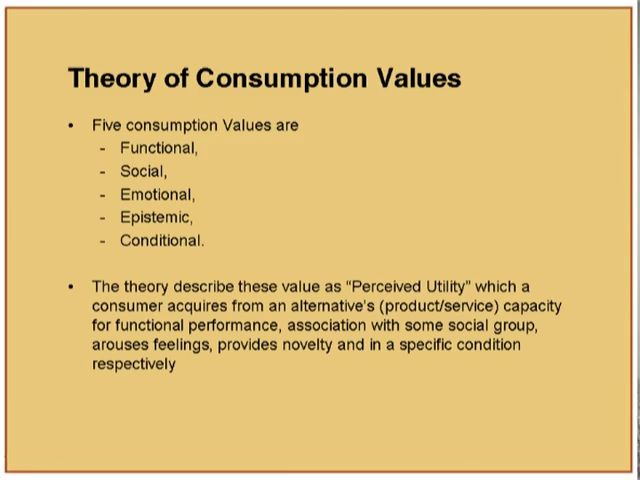 Theory of Consumption Values
• Five consumption Values are
- Functional,
- Social,
- Emotional,
- Epistemic,
- Conditional.
• The theory describe these value as “Perceived Utility” which a
consumer acquires from an alternative’s (product/service) capacity
for functional performance, association with some social group,
arouses feelings, provides novelty and in a specific condition
respectively